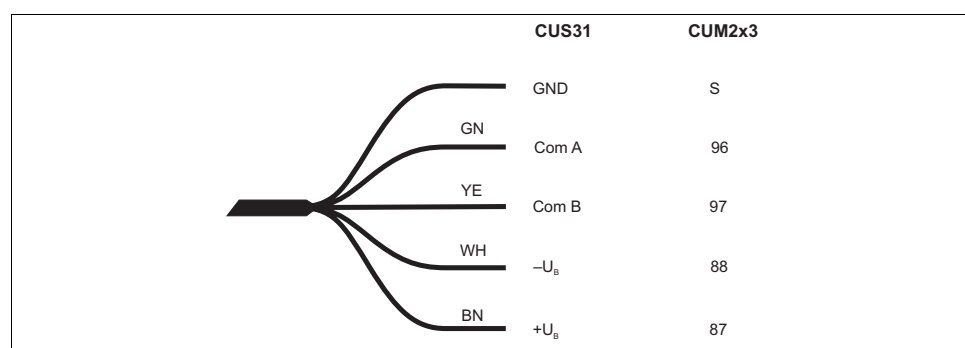 CUS31 CUM2x3
GND S
GN Com A 96
YE Com B 97
WH –U_B 88
BN +U_B 87